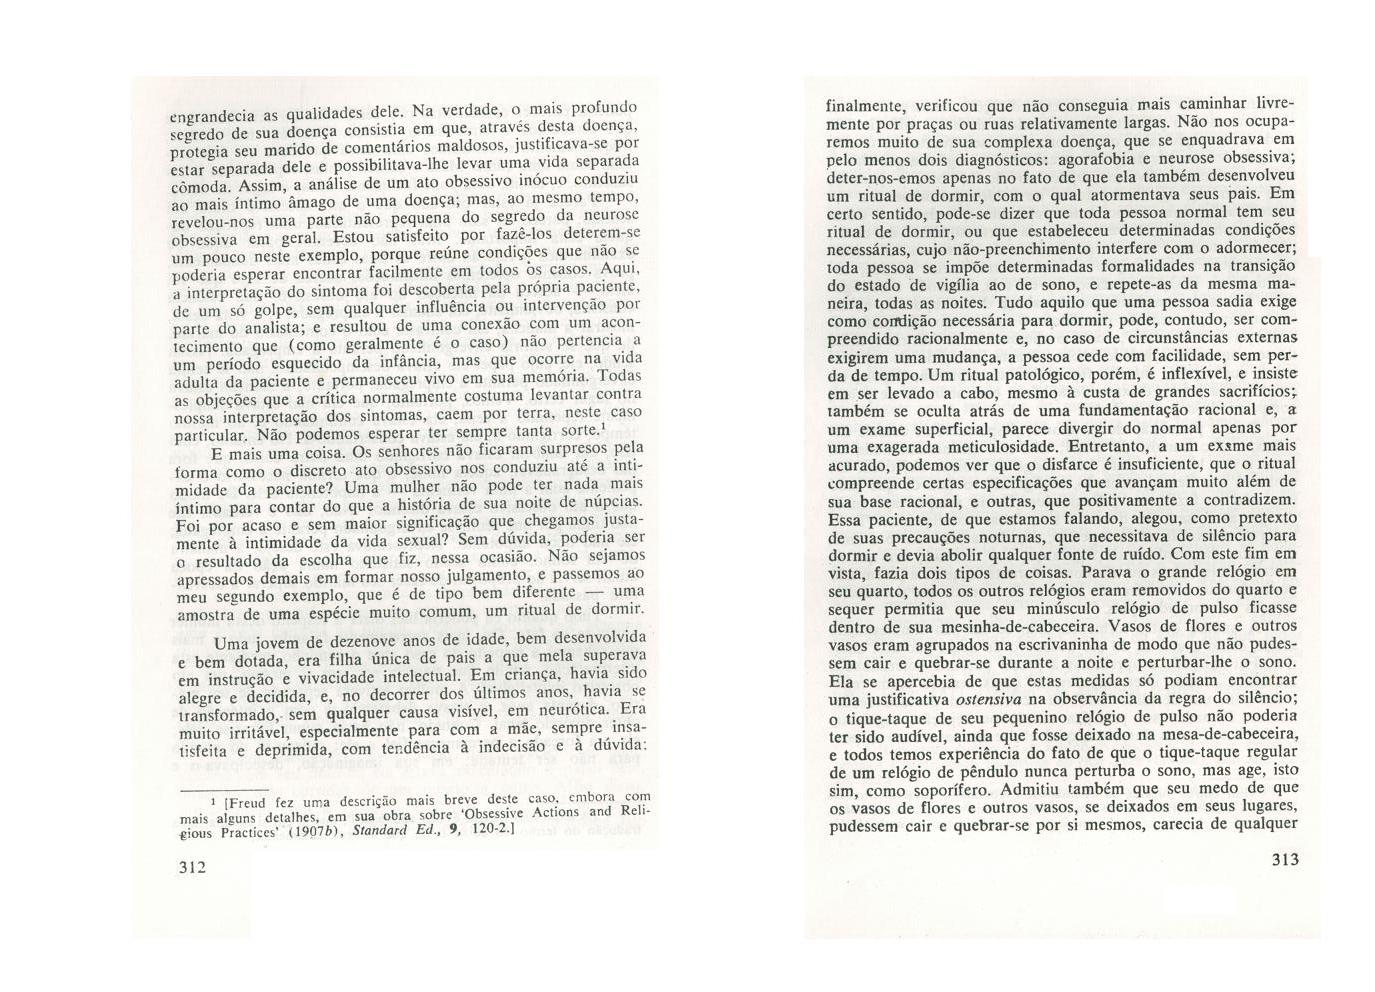 engrandecia as qualidades dele. Na verdade, o mais profundo
segredo de sua doença consistia em que, através desta doença,
protegia seu marido de comentários maldosos, justificava-se por
estar separada dele e possibilitava-lhe levar uma vida separada
cômoda. Assim, a análise de um ato obsessivo inócuo conduziu
ao mais íntimo âmago de uma doença; mas, ao mesmo tempo,
revelou-nos uma parte não pequena do segredo da neurose
obsessiva em geral. Estou satisfeito por fazê-los deterem-se
um pouco neste exemplo, porque reúne condições que não se
poderia esperar encontrar facilmente em todos os casos. Aqui,
a interpretação do sintoma foi descoberta pela própria paciente,
de um só golpe, sem qualquer influência ou intervenção por
parte do analista; e resultou de uma conexão com um acon-
tecimento que (como geralmente é o caso) não pertencia a
um período esquecido da infância, mas que ocorre na vida
adulta da paciente e permaneceu vivo em sua memória. Todas
as objeções que a crítica normalmente costuma levantar contra
nossa interpretação dos sintomas, caem por terra, neste caso
particular. Não podemos esperar ter sempre tanta sorte.¹
E mais uma coisa. Os senhores não ficaram surpresos pela
forma como o discreto ato obsessivo nos conduziu até a inti-
midade da paciente? Uma mulher não pode ter nada mais
íntimo para contar do que a história de sua noite de núpcias.
Foi por acaso e sem maior significação que chegamos justa-
mente à intimidade da vida sexual? Sem dúvida, poderia ser
o resultado da escolha que fiz, nessa ocasião. Não sejamos
apressados demais em formar nosso julgamento, e passemos ao
meu segundo exemplo, que é de tipo bem diferente — uma
amostra de uma espécie muito comum, um ritual de dormir.
Uma jovem de dezenove anos de idade, bem desenvolvida
e bem dotada, era filha única de pais a que mela superava
em instrução e vivacidade intelectual. Em criança, havia sido
alegre e decidida, e, no decorrer dos últimos anos, havia se
transformado, sem qualquer causa visível, em neurótica. Era
muito irritável, especialmente para com a mãe, sempre insa-
tisfeita e deprimida, com tendência à indecisão e à dúvida:
¹ [Freud fez uma descrição mais breve deste caso, embora com
mais alguns detalhes, em sua obra sobre ‘Obsessive Actions and Reli-
gious Practices’ (1907b), Standard Ed., 9, 120-2.]
312
finalmente, verificou que não conseguia mais caminhar livre-
mente por praças ou ruas relativamente largas. Não nos ocupa-
remos muito de sua complexa doença, que se enquadrava em
pelo menos dois diagnósticos: agorafobia e neurose obsessiva;
deter-nos-emos apenas no fato de que ela também desenvolveu
um ritual de dormir, com o qual atormentava seus pais. Em
certo sentido, pode-se dizer que toda pessoa normal tem seu
ritual de dormir, ou que estabeleceu determinadas condições
necessárias, cujo não-preenchimento interfere com o adormecer;
toda pessoa se impõe determinadas formalidades na transição
do estado de vigília ao de sono, e repete-as da mesma ma-
neira, todas as noites. Tudo aquilo que uma pessoa sadia exige
como condição necessária para dormir, pode, contudo, ser com-
preendido racionalmente e, no caso de circunstâncias externas
exigirem uma mudança, a pessoa cede com facilidade, sem per-
da de tempo. Um ritual patológico, porém, é inflexível, e insiste
em ser levado a cabo, mesmo à custa de grandes sacrifícios;
também se oculta atrás de uma fundamentação racional e, a
um exame superficial, parece divergir do normal apenas por
uma exagerada meticulosidade. Entretanto, a um exame mais
acurado, podemos ver que o disfarce é insuficiente, que o ritual
compreende certas especificações que avançam muito além de
sua base racional, e outras, que positivamente a contradizem.
Essa paciente, de que estamos falando, alegou, como pretexto
de suas precauções noturnas, que necessitava de silêncio para
dormir e devia abolir qualquer fonte de ruído. Com este fim em
vista, fazia dois tipos de coisas. Parava o grande relógio em
seu quarto, todos os outros relógios eram removidos do quarto e
sequer permitia que seu minúsculo relógio de pulso ficasse
dentro de sua mesinha-de-cabeceira. Vasos de flores e outros
vasos eram agrupados na escrivaninha de modo que não pudes-
sem cair e quebrar-se durante a noite e perturbar-lhe o sono.
Ela se apercebia de que estas medidas só podiam encontrar
uma justificativa ostensiva na observância da regra do silêncio;
o tique-taque de seu pequenino relógio de pulso não poderia
ter sido audível, ainda que fosse deixado na mesa-de-cabeceira,
e todos temos experiência do fato de que o tique-taque regular
de um relógio de pêndulo nunca perturba o sono, mas age, isto
sim, como soporífero. Admitiu também que seu medo de que
os vasos de flores e outros vasos, se deixados em seus lugares,
pudessem cair e quebrar-se por si mesmos, carecia de qualquer
313